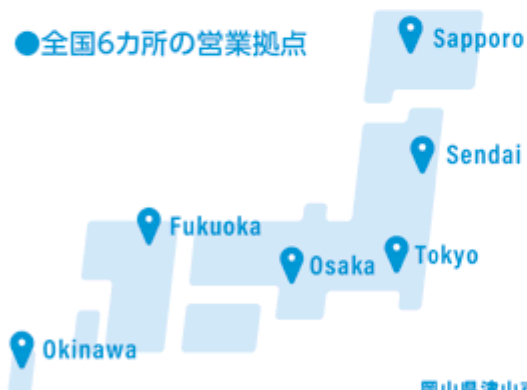 ●全国6カ所の営業拠点
Sapporo
Sendai
Fukuoka
Osaka
Tokyo
Okinawa